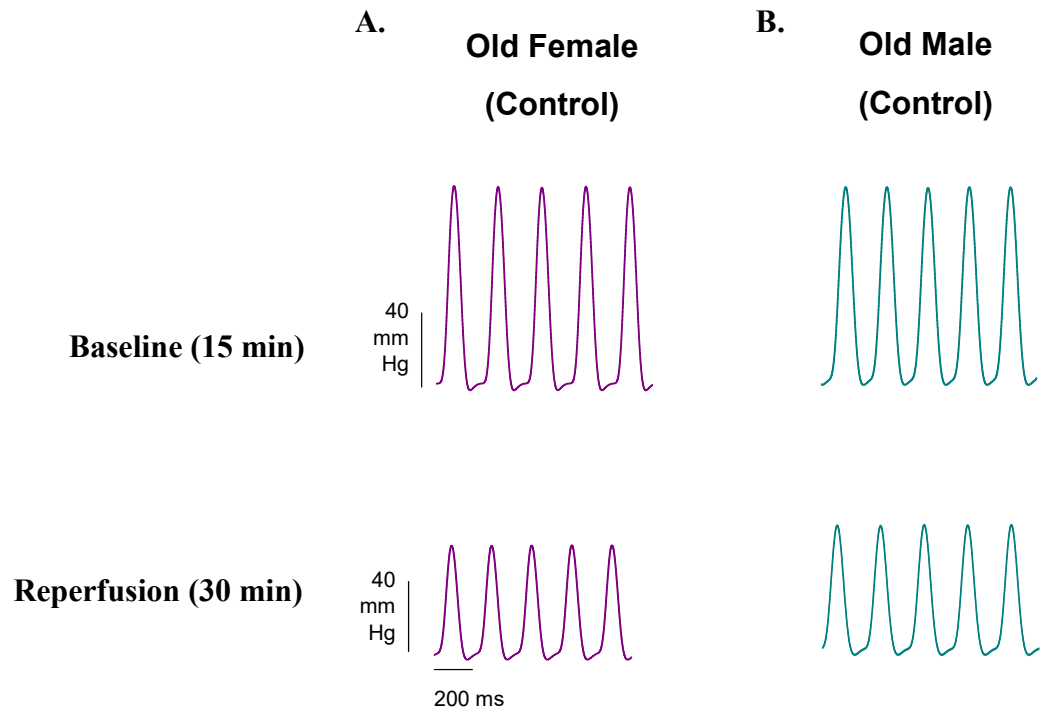 A.
Old Female
(Control)
B.
Old Male
(Control)
Baseline (15 min)
40
mm
Hg
Reperfusion (30 min)
40
mm
Hg
200 ms